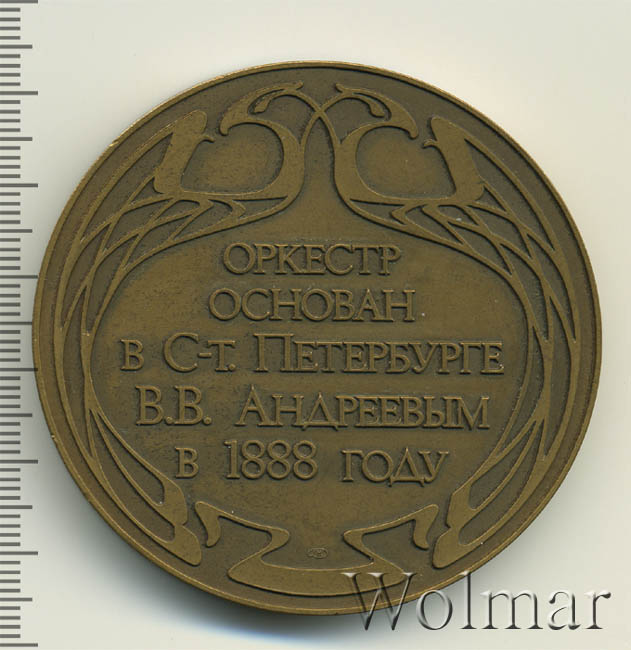 ОРКЕСТР
ОСНОВАН
В С-Т. ПЕТЕРБУРГЕ
В.В. АНДРЕЕВЫМ
В 1888 ГОДУ
Wolmar